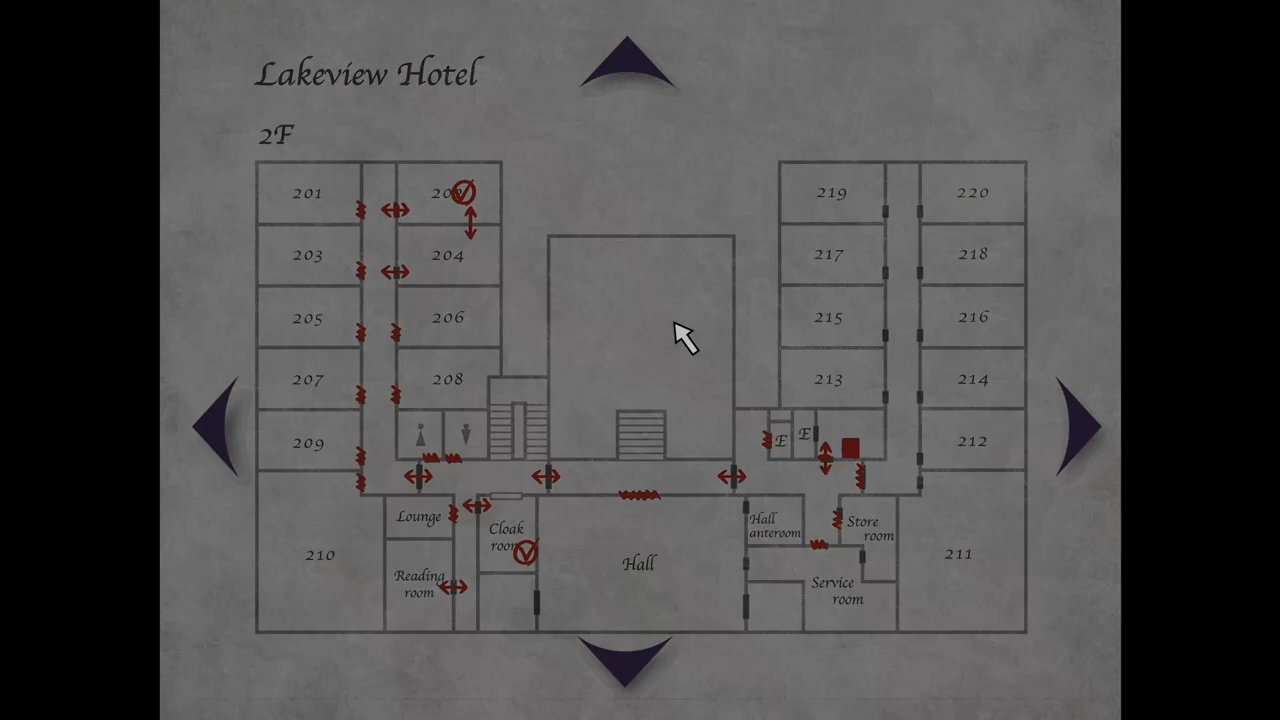 Lakeview Hotel
2F
201
203
204
205
206
207
208
209
210
219
220
217
218
215
216
213
214
212
211
E
E
Lounge
Reading
room
Cloak
room
Hall
Hall
anteroom
Store
room
Service
room